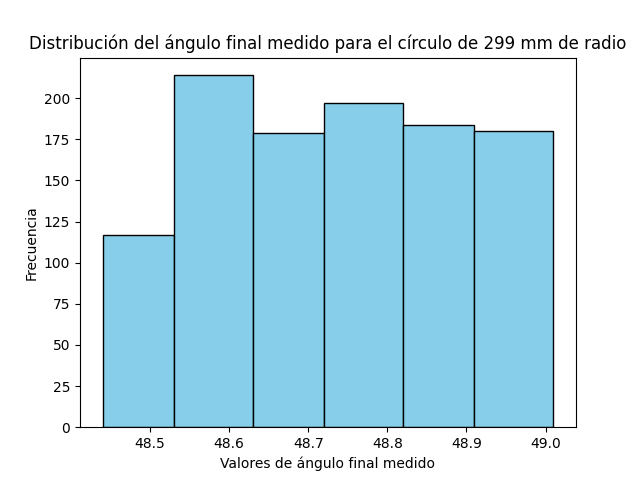 Distribución del ángulo final medido para el círculo de 299 mm de radio
200
175
150
125
100
75
50
25
0
Frecuencia
48.5 48.6 48.7 48.8 48.9 49.0
Valores de ángulo final medido